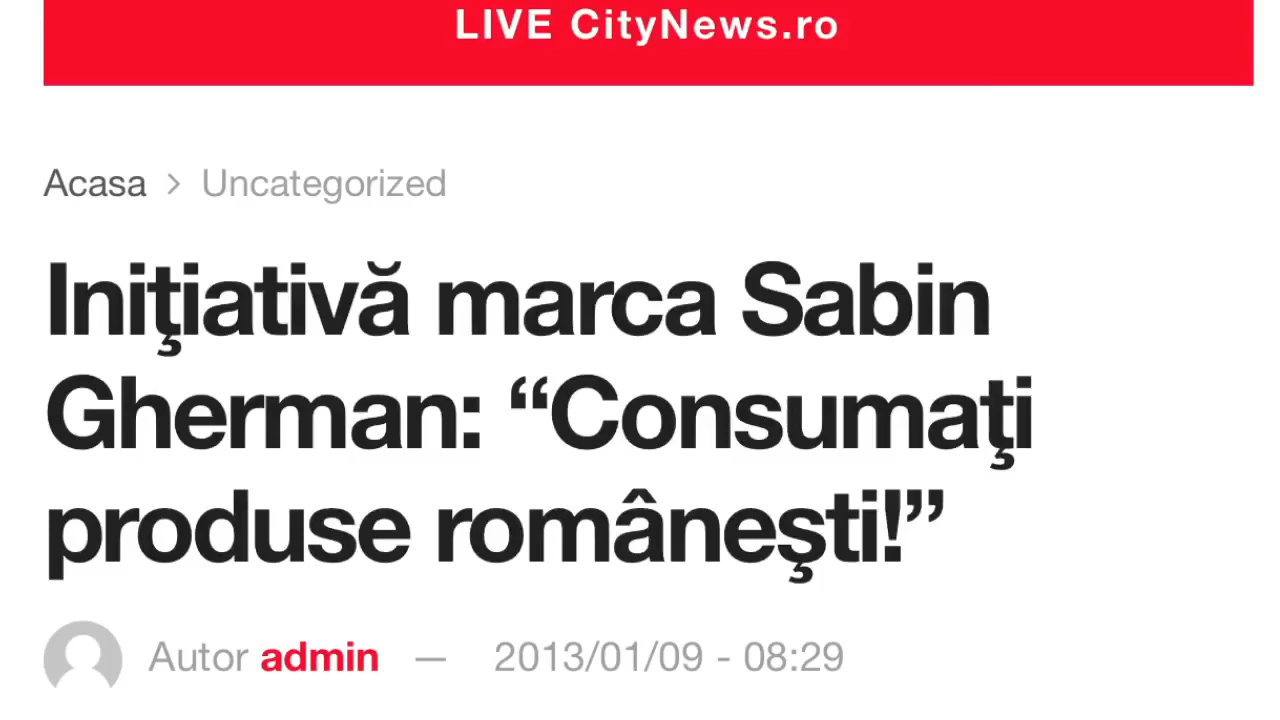 LIVE CityNews.ro
Acasa > Uncategorized
Iniţiativă marca Sabin
Gherman: “Consumaţi
produse româneşti!”
Autor admin — 2013/01/09 - 08:29